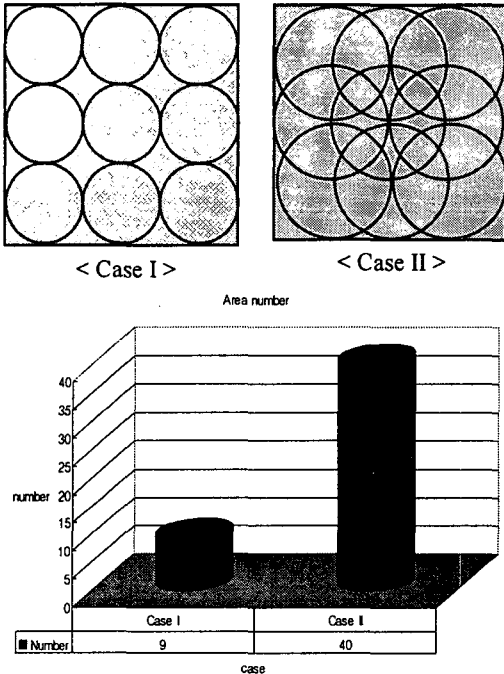 < Case I >
< Case II >
Area number
40
35
30
25
20
15
10
5
0
number
Case I
Case II
Number
9
40
case